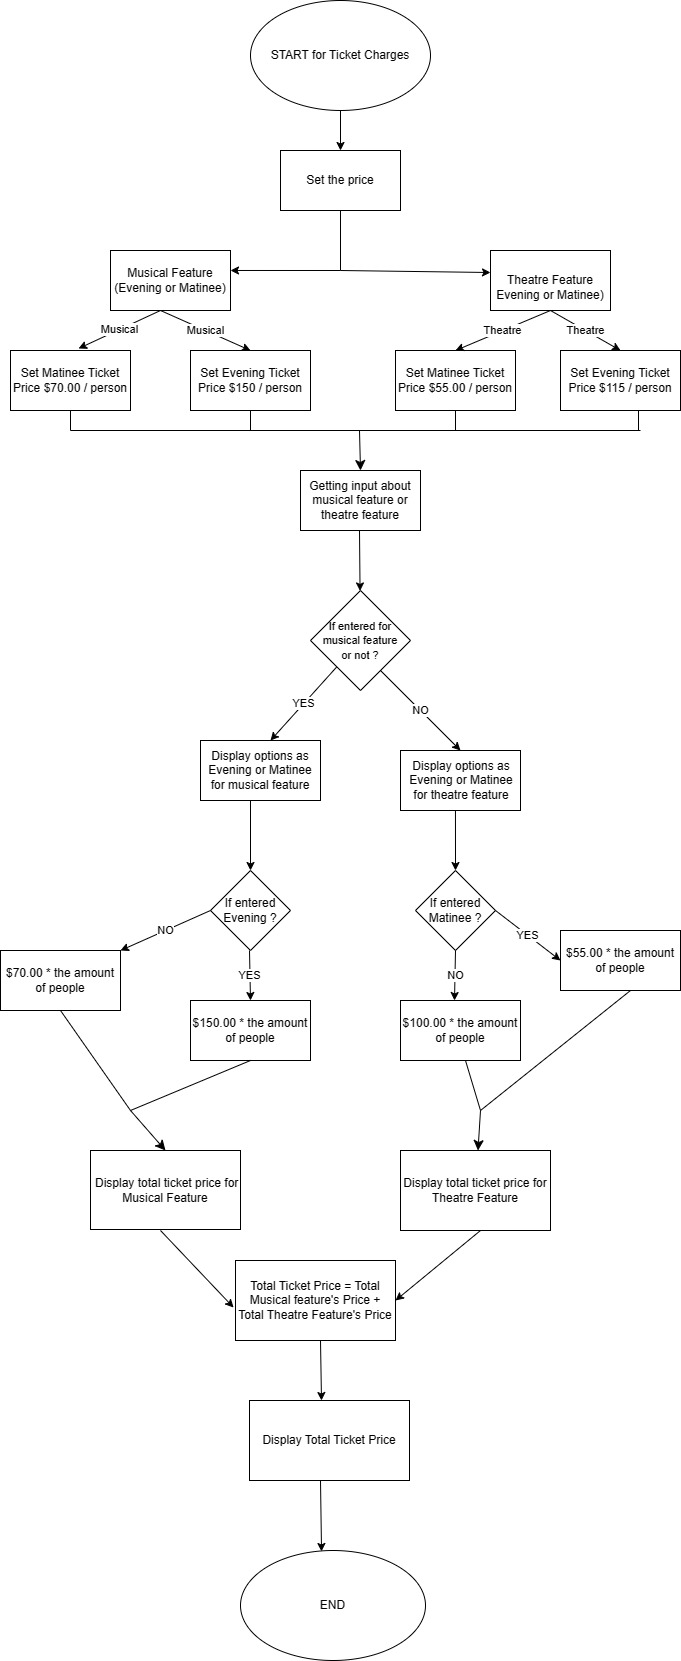 START for Ticket Charges
Set the price
Musical Feature
(Evening or Matinee)
Theatre Feature
Evening or Matinee)
Musical
Musical
Theatre
Theatre
Set Matinee Ticket
Price $70.00 / person
Set Evening Ticket
Price $150 / person
Set Matinee Ticket
Price $55.00 / person
Set Evening Ticket
Price $115 / person
Getting input about
musical feature or
theatre feature
If entered for
musical feature
or not ?
YES
NO
Display options as
Evening or Matinee
for musical feature
Display options as
Evening or Matinee
for theatre feature
If entered
Evening ?
If entered
Matinee ?
NO
YES
YES
NO
$70.00 * the amount
of people
$150.00 * the amount
of people
$100.00 * the amount
of people
$55.00 * the amount
of people
Display total ticket price for
Musical Feature
Display total ticket price for
Theatre Feature
Total Ticket Price = Total
Musical feature's Price +
Total Theatre Feature's Price
Display Total Ticket Price
END